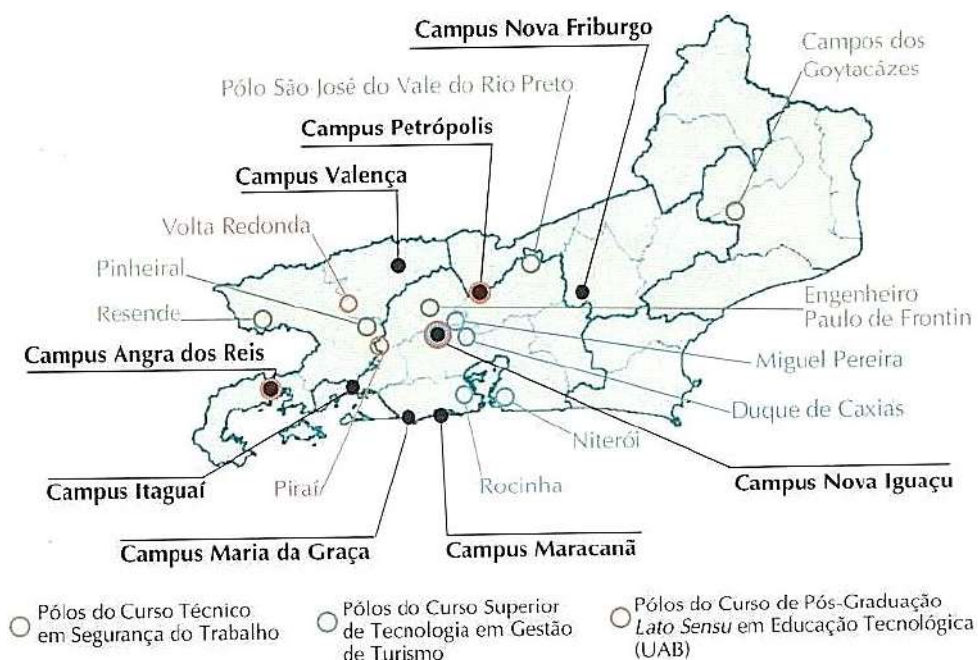 Campus Nova Friburgo
Campos dos
Goytacázes
Pólo São José do Vale do Rio Preto
Campus Petrópolis
Campus Valença
Volta Redonda
Pinheiral
Resende
Engenheiro
Paulo de Frontin
Miguel Pereira
Campus Angra dos Reis
Duque de Caxias
Niterói
Campus Itaguaí
Piraí
Rocinha
Campus Nova Iguaçu
Campus Maria da Graça
Campus Maracanã
Pólos do Curso Técnico
em Segurança do Trabalho
Pólos do Curso Superior
de Tecnologia em Gestão
de Turismo
Pólos do Curso de Pós-Graduação
Lato Sensu em Educação Tecnológica
(UAB)